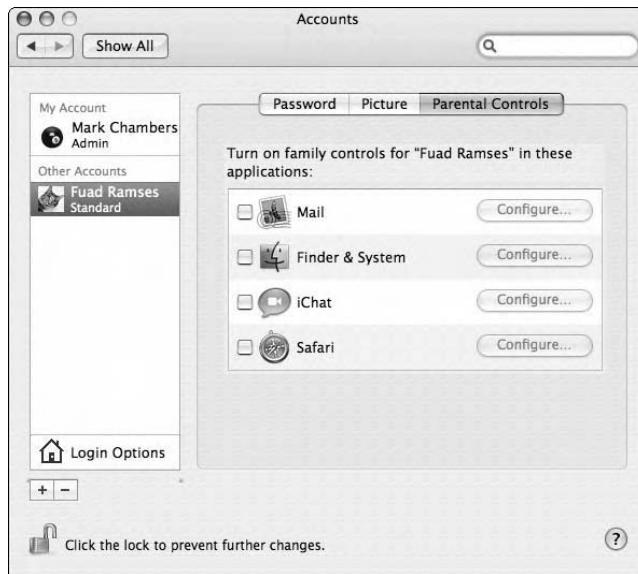 Accounts
Show All
My Account
Mark Chambers
Admin
Other Accounts
Fuad Ramses
Standard
Login Options
+ −
Password Picture Parental Controls
Turn on family controls for "Fuad Ramses" in these
applications:
Mail Configure...
Finder & System Configure...
iChat Configure...
Safari Configure...
Click the lock to prevent further changes.
?